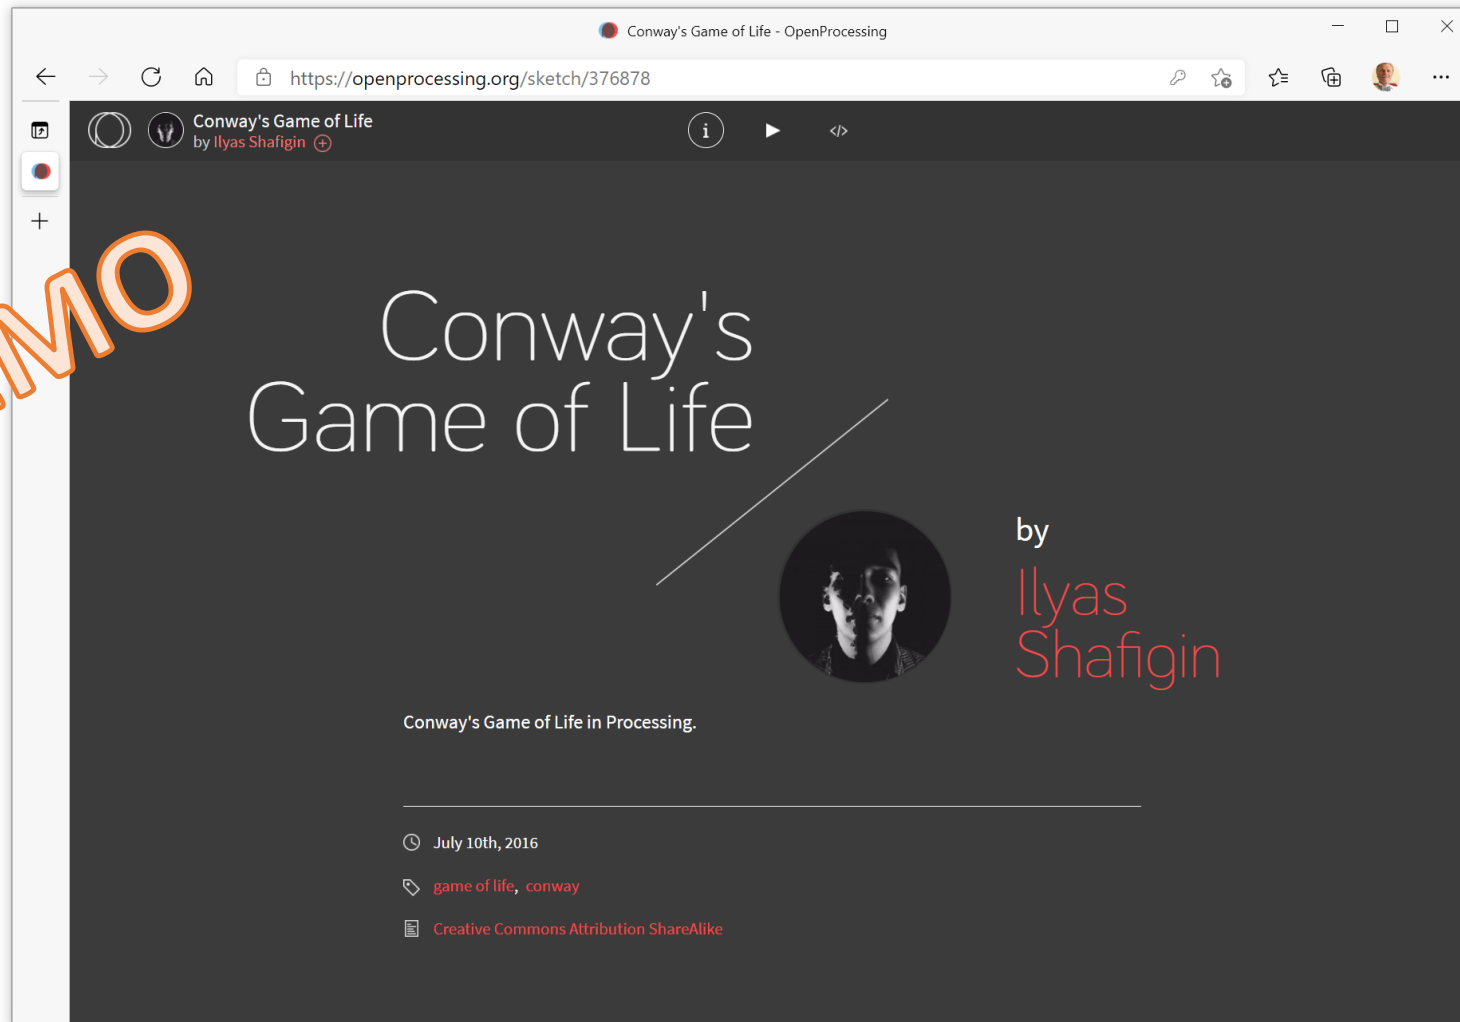 Conway's Game of Life - OpenProcessing
https://openprocessing.org/sketch/376878
Conway's Game of Life
by Ilyas Shafigin
i
</>
MO
Conway's
Game of Life
by
Ilyas
Shafigin
Conway's Game of Life in Processing.
July 10th, 2016
game of life, conway
Creative Commons Attribution ShareAlike